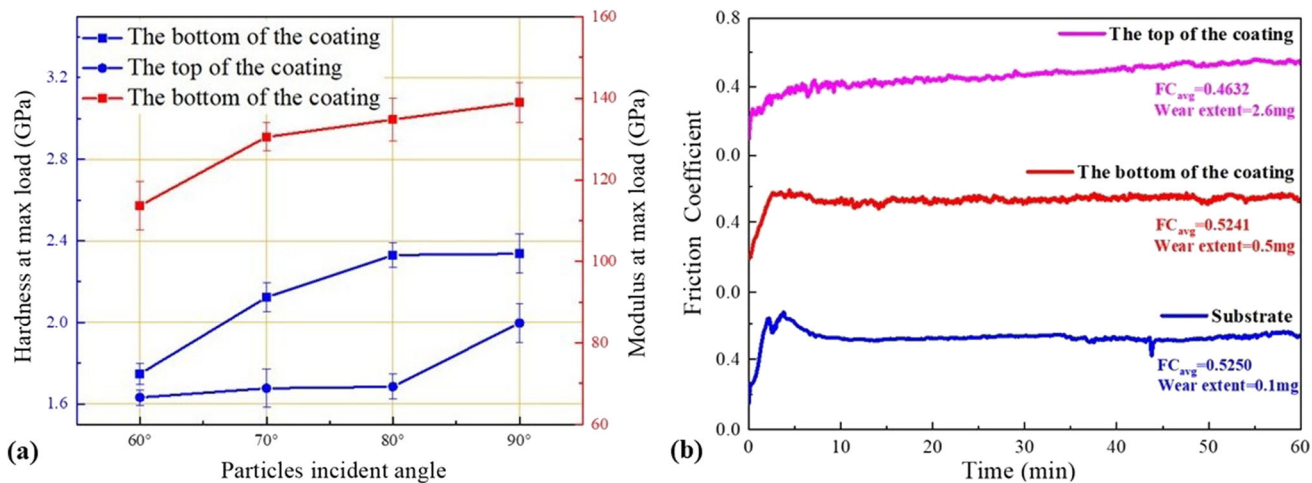 The bottom of the coating
The top of the coating
The bottom of the coating
Hardness at max load (GPa)
3.2
2.8
2.4
2.0
1.6
Modulus at max load (GPa)
160
140
120
100
80
60
60°
70°
80°
90°
Particles incident angle
(a)
The top of the coating
FCavg=0.4632
Wear extent=2.6mg
The bottom of the coating
FCavg=0.5241
Wear extent=0.5mg
Substrate
FCavg=0.5250
Wear extent=0.1mg
Friction Coefficient
0.8
0.4
0.0
0.4
0.0
0.4
0.0
0
10
20
30
40
50
60
Time (min)
(b)